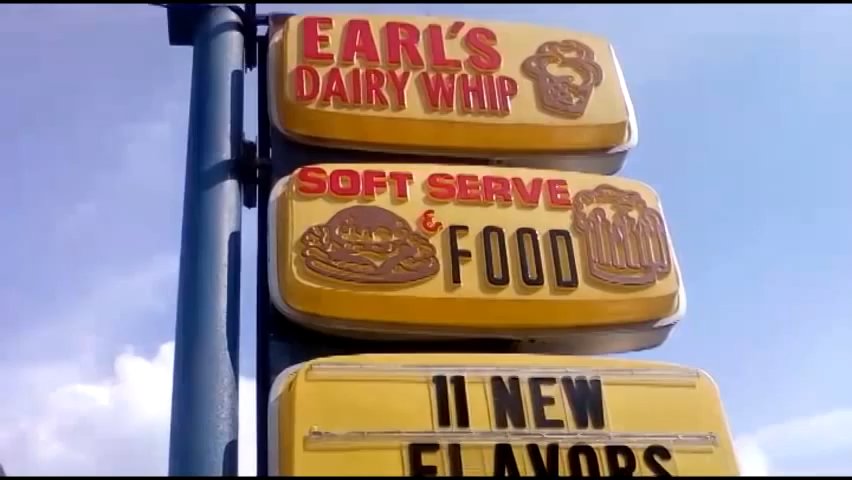 EARL'S
DAIRY WHIP
SOFT SERVE
& FOOD
11 NEW
FLAVORS